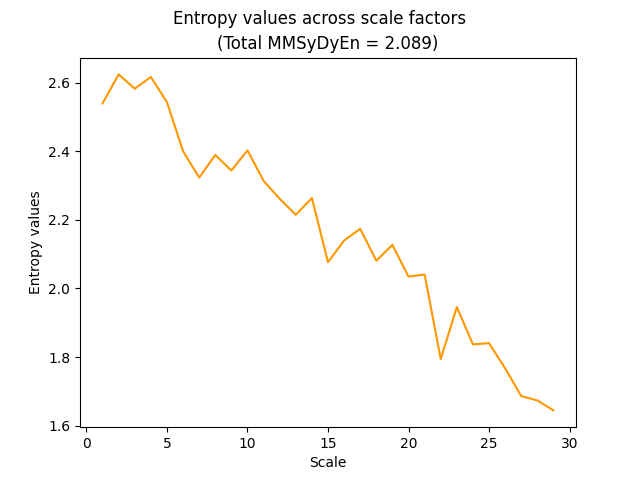 Entropy values across scale factors
(Total MMSyDyEn = 2.089)
2.6
2.4
2.2
2.0
1.8
1.6
Entropy values
0 5 10 15 20 25 30
Scale